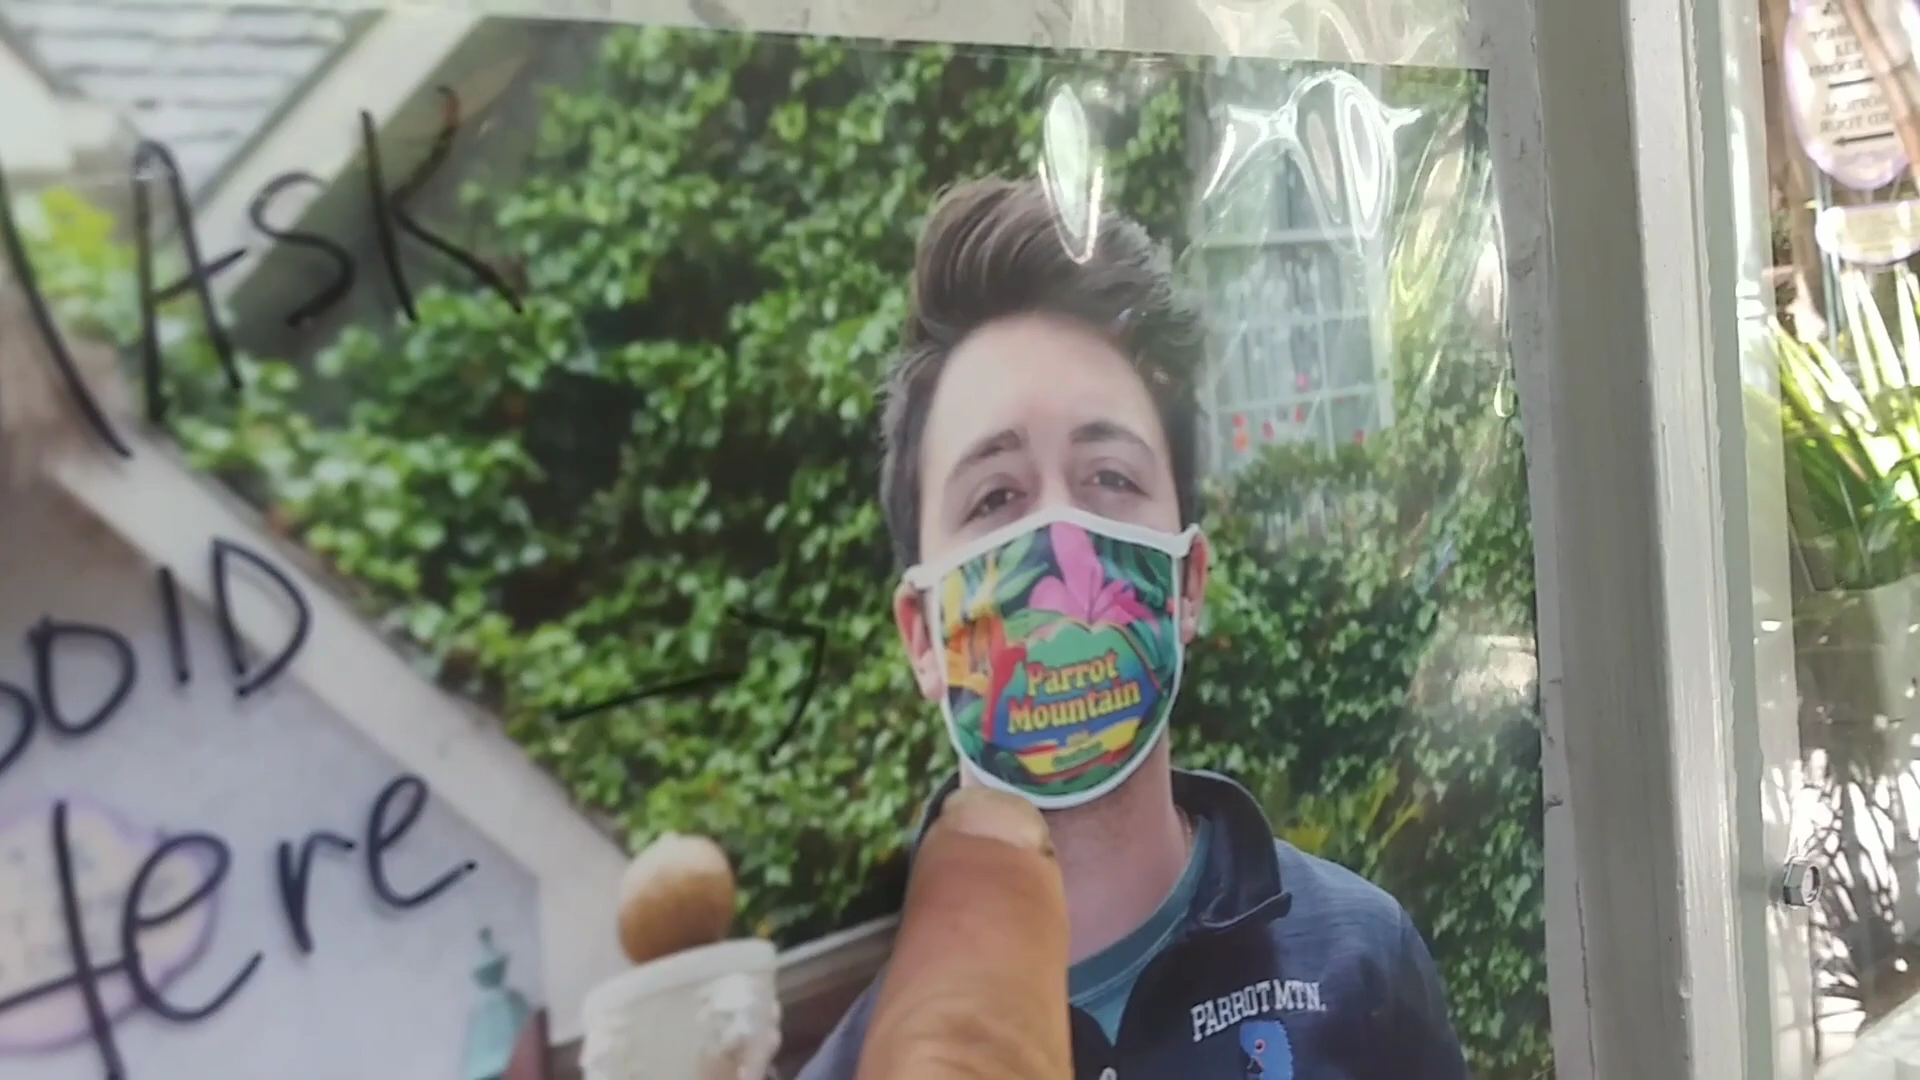 ASK
SOlD
Here
Parrot
Mountain
PARROT MTN.